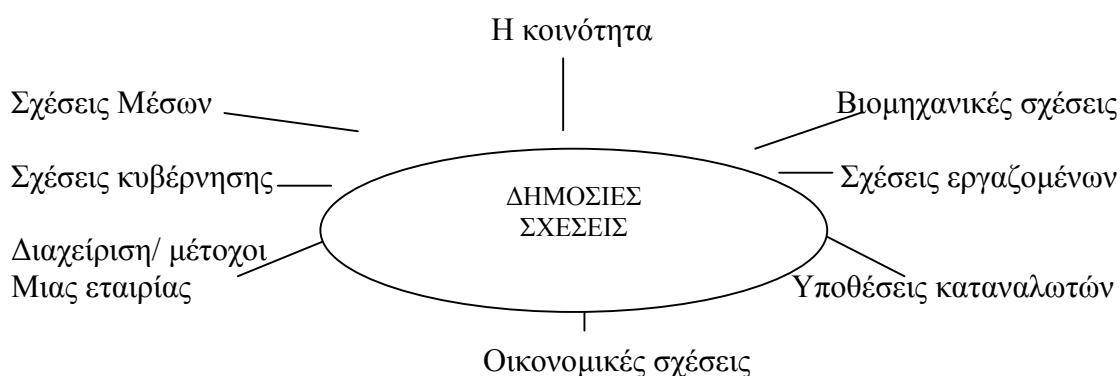 Η κοινότητα
Σχέσεις Μέσων
Βιομηχανικές σχέσεις
Σχέσεις κυβέρνησης
ΔΗΜΟΣΙΕΣ
ΣΧΕΣΕΙΣ
Σχέσεις εργαζομένων
Διαχείριση/ μέτοχοι
Μιας εταιρίας
Υποθέσεις καταναλωτών
Οικονομικές σχέσεις